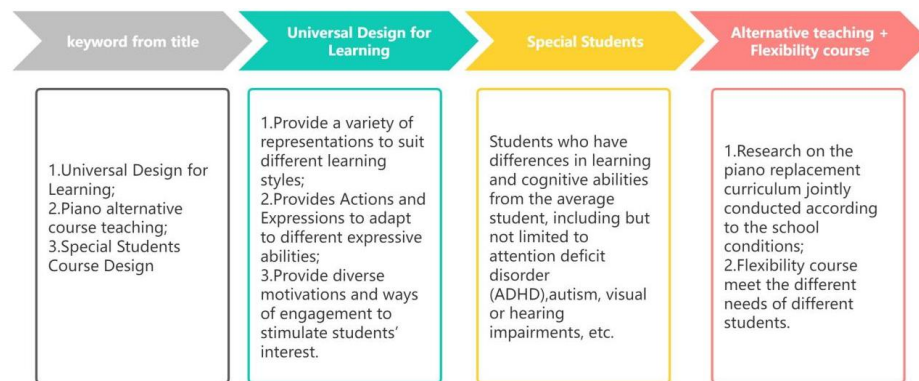 keyword from title
Universal Design for
Learning
Special Students
Alternative teaching +
Flexibility course
1.Universal Design for
Learning;
2.Piano alternative
course teaching;
3.Special Students
Course Design
1.Provide a variety of
representations to suit
different learning
styles;
2.Provides Actions and
Expressions to adapt
to different expressive
abilities;
3.Provide diverse
motivations and ways
of engagement to
stimulate students’
interest.
Students who have
differences in learning
and cognitive abilities
from the average
student, including but
not limited to
attention deficit
disorder
(ADHD),autism, visual
or hearing
impairments, etc.
1.Research on the
piano replacement
curriculum jointly
conducted according
to the school
conditions;
2.Flexibility course
meet the different
needs of different
students.